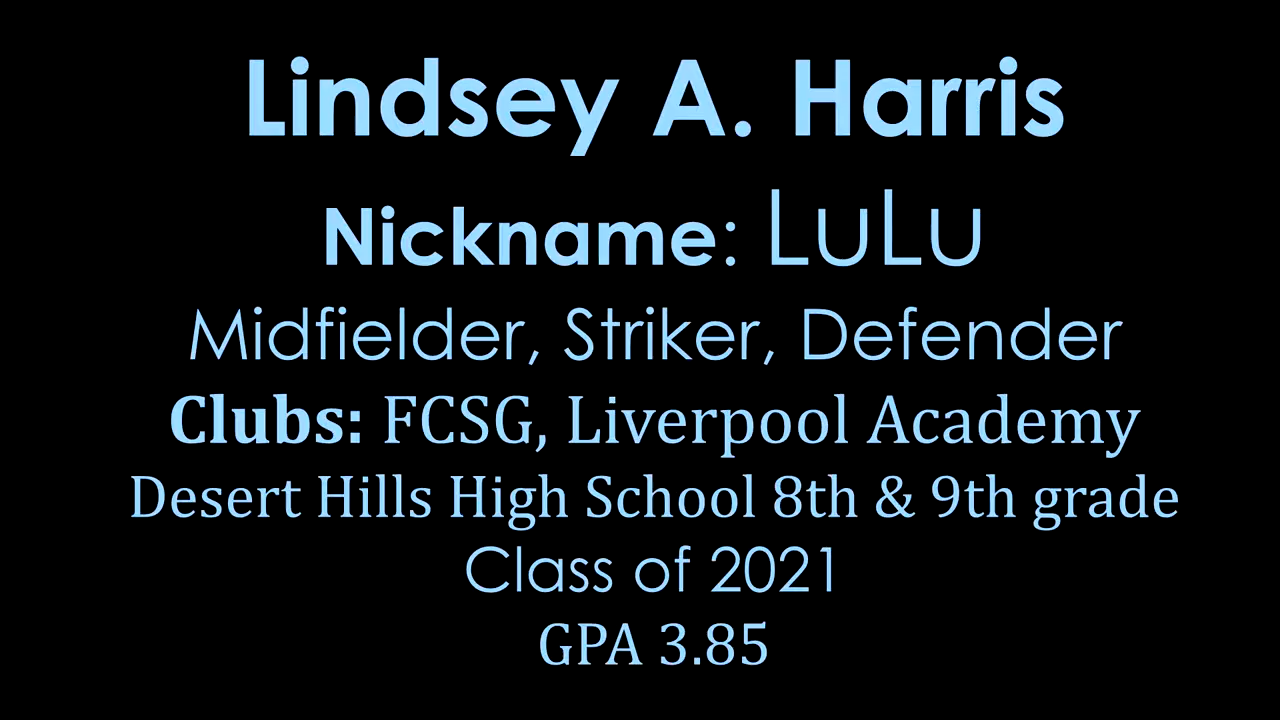 Lindsey A. Harris
Nickname: LuLu
Midfielder, Striker, Defender
Clubs: FCSG, Liverpool Academy
Desert Hills High School 8th & 9th grade
Class of 2021
GPA 3.85